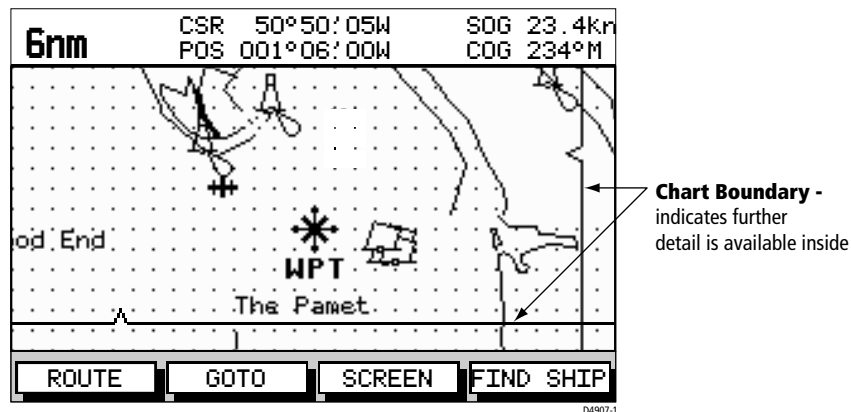 6nm
CSR 50°50!05W
POS 001°06!00W
SOG 23.4Kn
COG 234°M
od End
WPT
The Pamet
Chart Boundary -
indicates further
detail is available inside
ROUTE GOTO SCREEN FIND SHIP
D4907-1